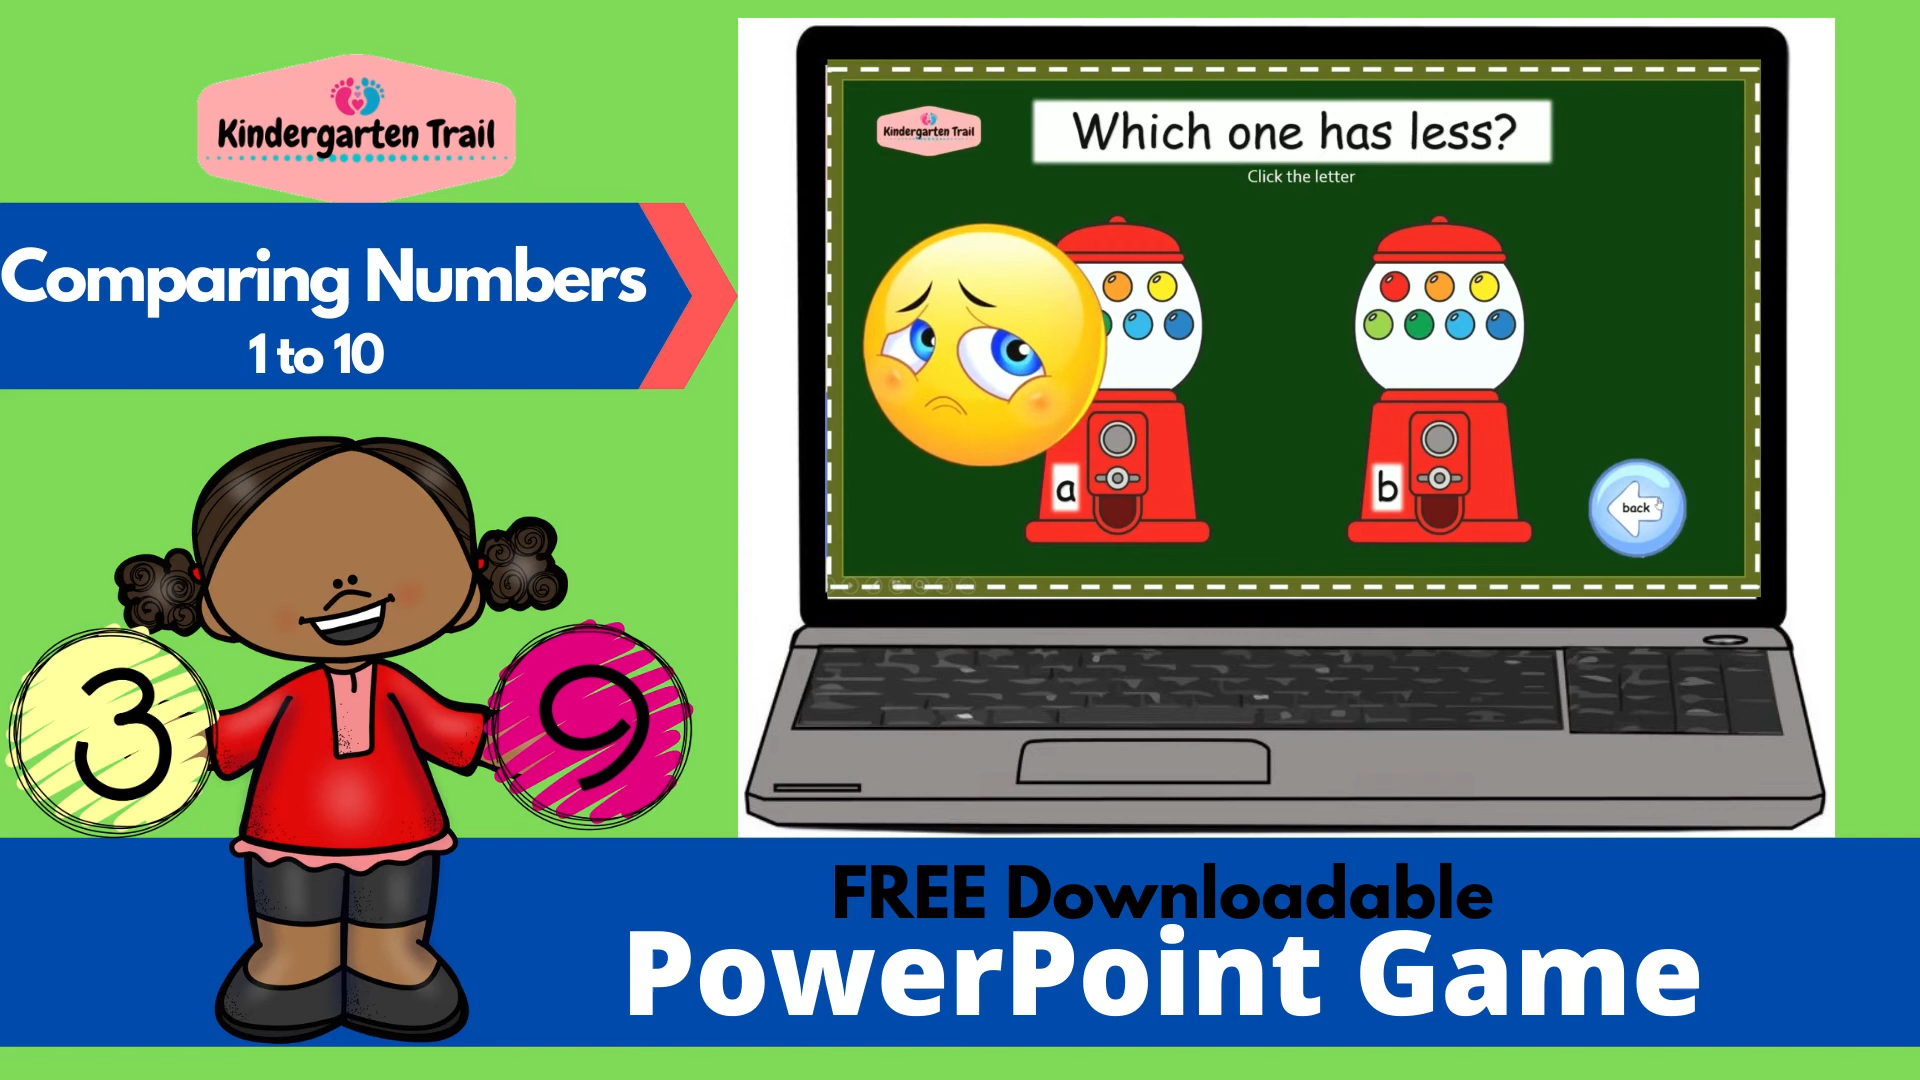 Kindergarten Trail
Comparing Numbers
1 to 10
3
9
Kindergarten Trail
Which one has less?
Click the letter
a
b
back
FREE Downloadable
PowerPoint Game